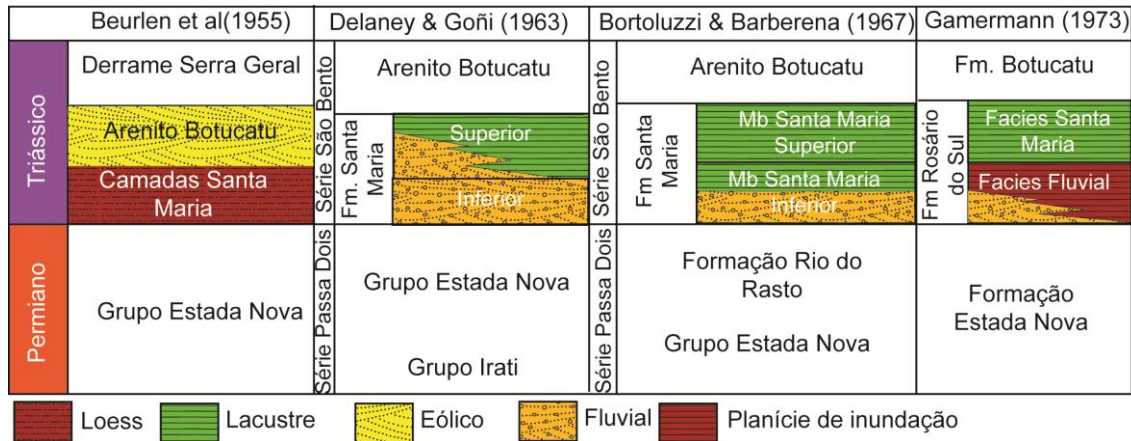 Beurlen et al(1955)
Delaney & Goñi (1963)
Bortoluzzi & Barberena (1967)
Gamermann (1973)
Triássico
Derrame Serra Geral
Arenito Botucatu
Camadas Santa
Maria
Série São Bento
Arenito Botucatu
Fm. Santa
Maria
Superior
Inferior
Série São Bento
Arenito Botucatu
Fm Santa
Maria
Mb Santa Maria
Superior
Mb Santa Maria
Inferior
Fm. Botucatu
Fm Rosário
do Sul
Facies Santa
Maria
Facies Fluvial
Permiano
Grupo Estada Nova
Série Passa Dois
Grupo Estada Nova
Grupo Irati
Série Passa Dois
Formação Rio do
Rasto
Grupo Estada Nova
Formação
Estada Nova
Loess
Lacustre
Eólico
Fluvial
Planície de inundação